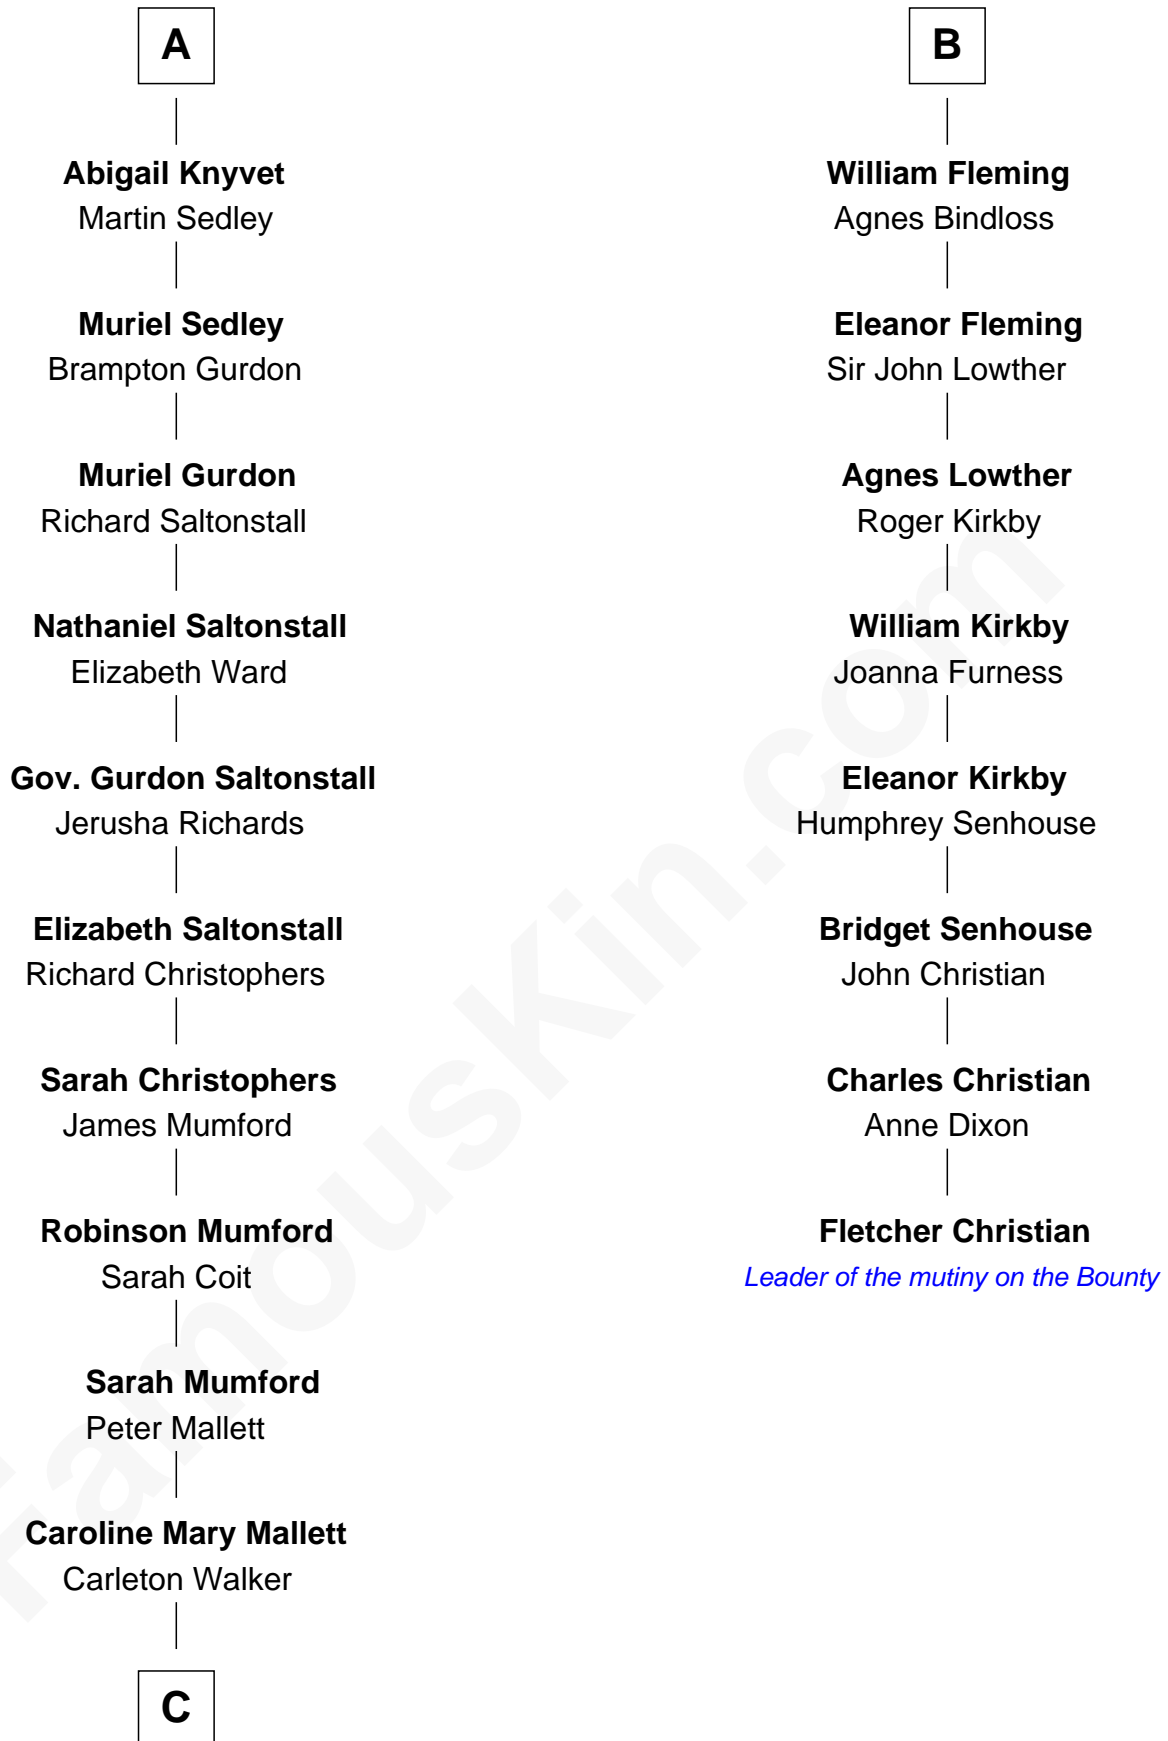 A
Abigail Knyvet
Martin Sedley
Muriel Sedley
Brampton Gurdon
Muriel Gurdon
Richard Saltonstall
Nathaniel Saltonstall
Elizabeth Ward
Gov. Gurdon Saltonstall
Jerusha Richards
Elizabeth Saltonstall
Richard Christophers
Sarah Christophers
James Mumford
Robinson Mumford
Sarah Coit
Sarah Mumford
Peter Mallett
Caroline Mary Mallett
Carleton Walker
C
B
William Fleming
Agnes Bindloss
Eleanor Fleming
Sir John Lowther
Agnes Lowther
Roger Kirkby
William Kirkby
Joanna Furness
Eleanor Kirkby
Humphrey Senhouse
Bridget Senhouse
John Christian
Charles Christian
Anne Dixon
Fletcher Christian
Leader of the mutiny on the Bounty
FamousKin.com